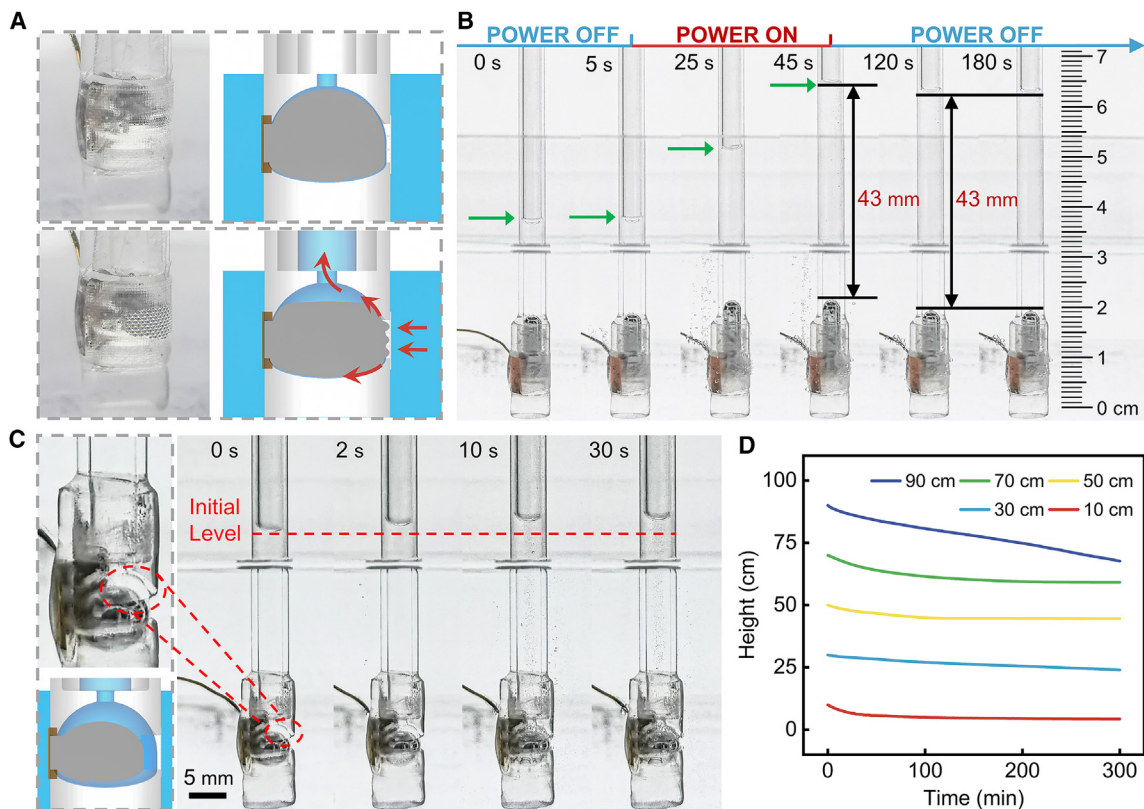 A
B
POWER OFF
POWER ON
POWER OFF
0 s
5 s
25 s
45 s
120 s
180 s
43 mm
43 mm
7
6
5
4
3
2
1
0 cm
C
0 s
2 s
10 s
30 s
Initial
Level
5 mm
D
90 cm
70 cm
50 cm
30 cm
10 cm
100
75
50
25
0
Height (cm)
0
100
200
300
Time (min)